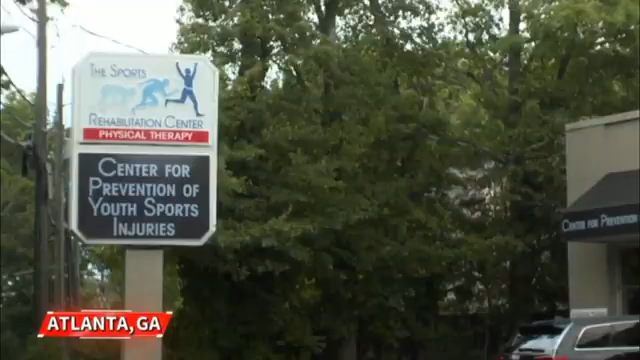 The Sports
Rehabilitation Center
PHYSICAL THERAPY
Center for
Prevention of
Youth Sports
Injuries
Center for Prevention
ATLANTA, GA